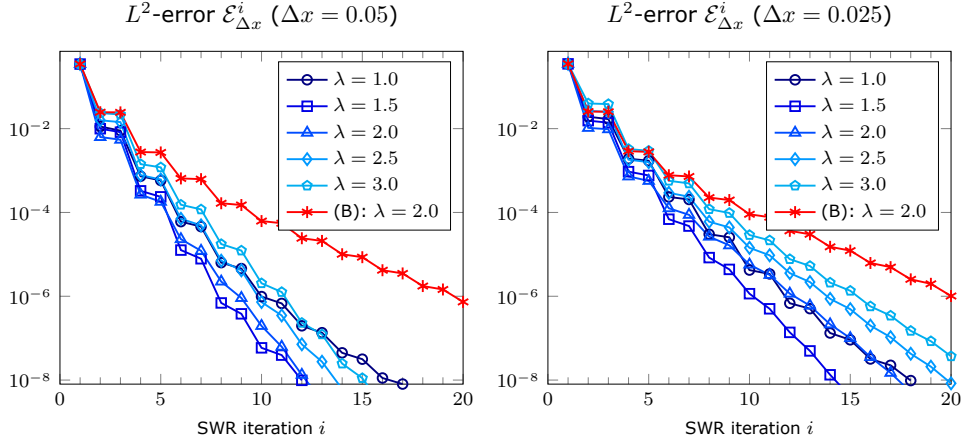 L²-error ℰ^i_{Δx} (Δx = 0.05)
10⁻²
10⁻⁴
10⁻⁶
10⁻⁸
0 5 10 15 20
SWR iteration i
λ = 1.0
λ = 1.5
λ = 2.0
λ = 2.5
λ = 3.0
(B): λ = 2.0
L²-error ℰ^i_{Δx} (Δx = 0.025)
10⁻²
10⁻⁴
10⁻⁶
10⁻⁸
0 5 10 15 20
SWR iteration i
λ = 1.0
λ = 1.5
λ = 2.0
λ = 2.5
λ = 3.0
(B): λ = 2.0